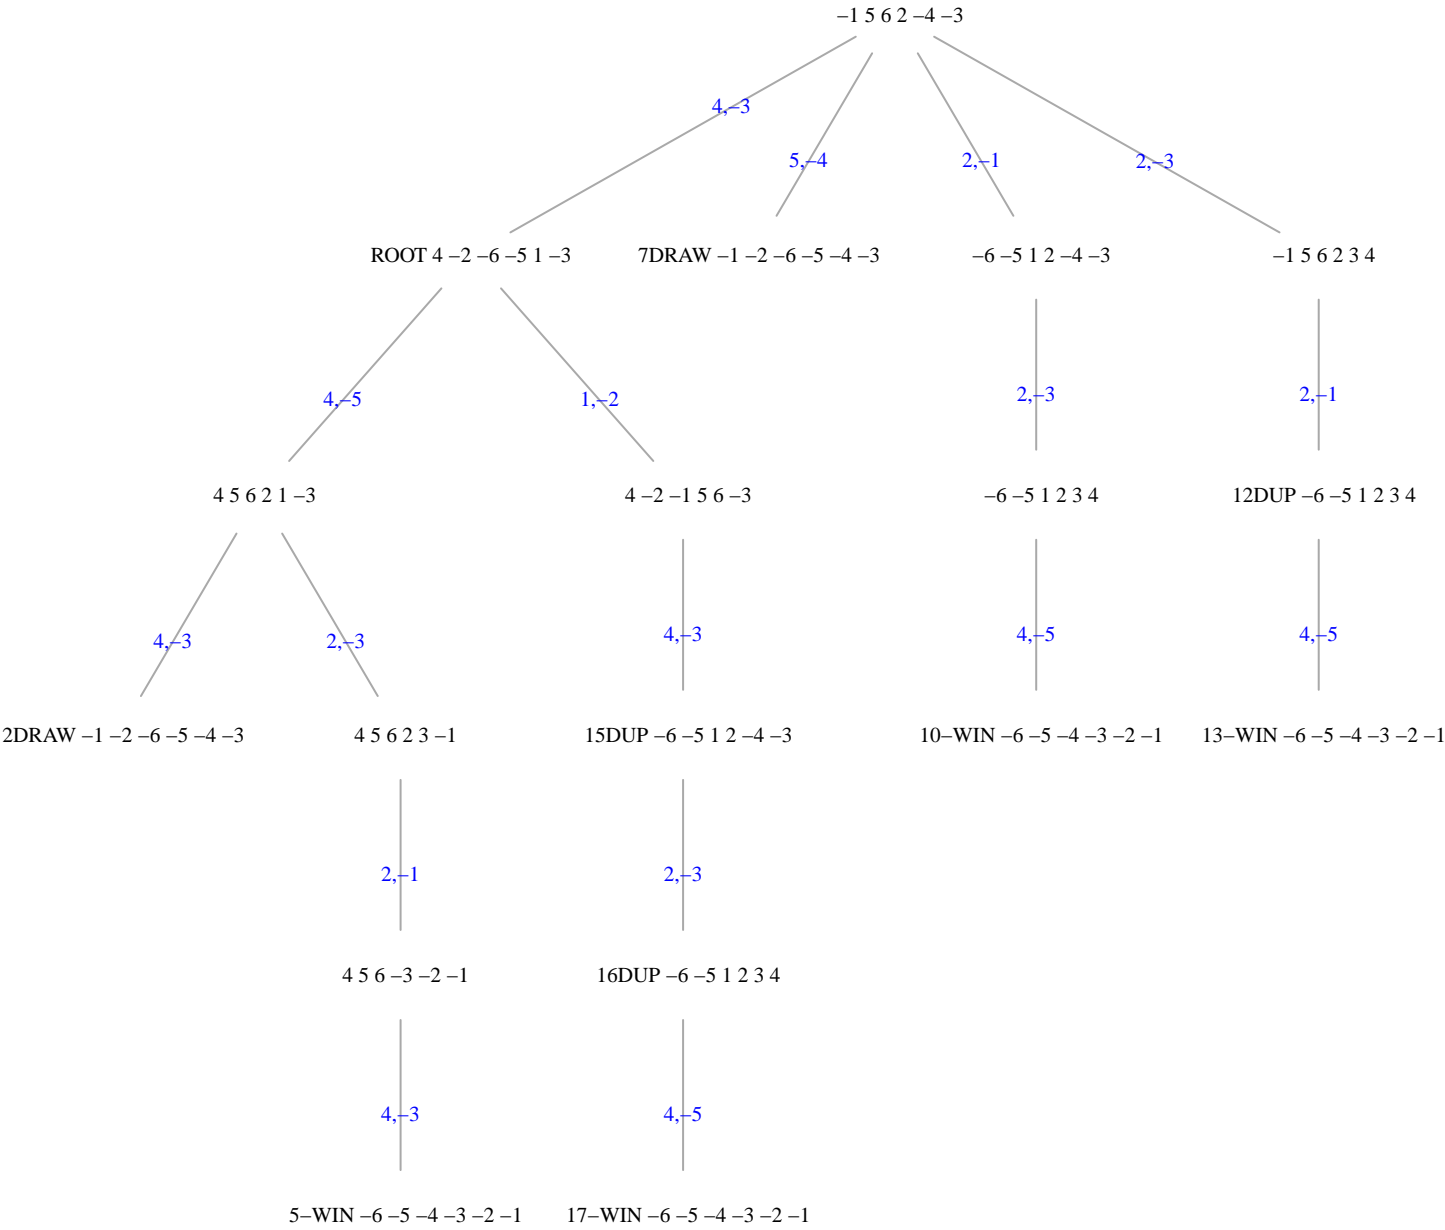 –1 5 6 2 –4 –3
4,–3
5,–4
2,–1
2,–3
ROOT 4 –2 –6 –5 1 –3
7DRAW –1 –2 –6 –5 –4 –3
–6 –5 1 2 –4 –3
–1 5 6 2 3 4
4,–5
1,–2
2,–3
2,–1
4 5 6 2 1 –3
4 –2 –1 5 6 –3
–6 –5 1 2 3 4
12DUP –6 –5 1 2 3 4
4,–3
2,–3
4,–3
4,–5
4,–5
2DRAW –1 –2 –6 –5 –4 –3
4 5 6 2 3 –1
15DUP –6 –5 1 2 –4 –3
10–WIN –6 –5 –4 –3 –2 –1
13–WIN –6 –5 –4 –3 –2 –1
2,–1
2,–3
4 5 6 –3 –2 –1
16DUP –6 –5 1 2 3 4
4,–3
4,–5
5–WIN –6 –5 –4 –3 –2 –1
17–WIN –6 –5 –4 –3 –2 –1